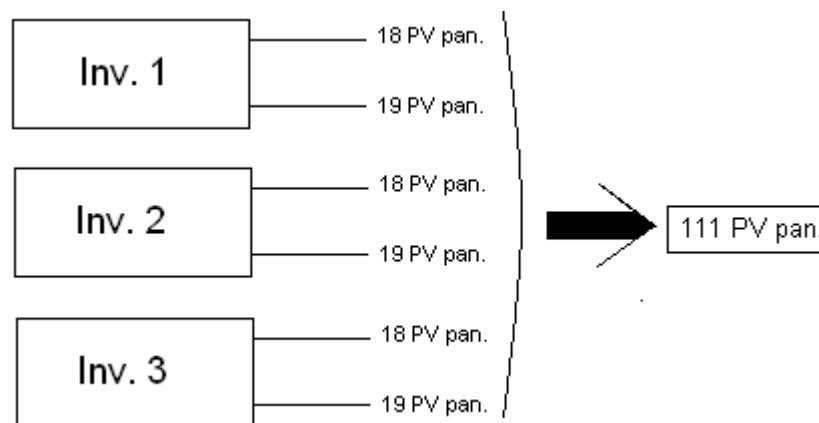 Inv. 1
18 PV pan.
19 PV pan.
Inv. 2
18 PV pan.
19 PV pan.
111 PV pan.
Inv. 3
18 PV pan.
19 PV pan.